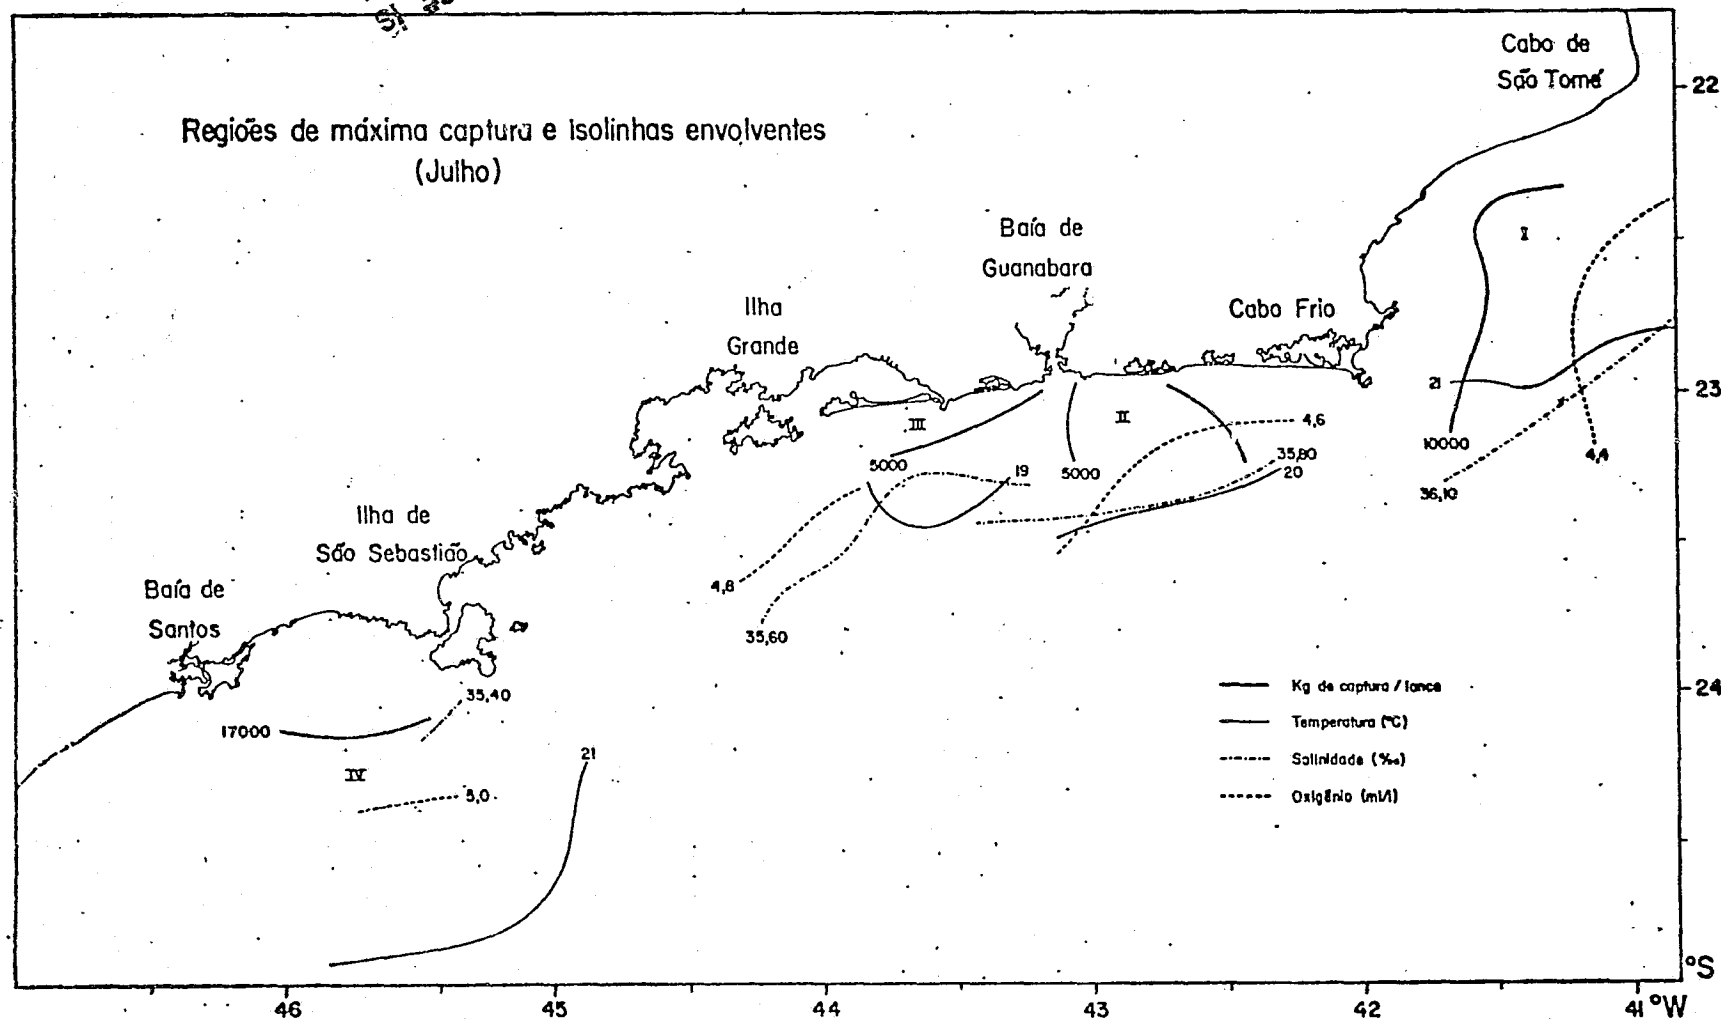 Cabo de
São Tomé
22
Regiões de máxima captura e isolinhas envolventes
(Julho)
I
Baía de
Guanabara
Ilha
Grande
Cabo Frio
21
23
III
II
4,6
10000
5000
19
5000
35,80
20
4,4
36,10
Ilha de
São Sebastião
4,8
Baía de
Santos
35,60
35,40
17000
21
IV
5,0
24
Kg de captura / lance
Temperatura (°C)
Salinidade (‰)
Oxigênio (ml/l)
°S
46
45
44
43
42
41 °W